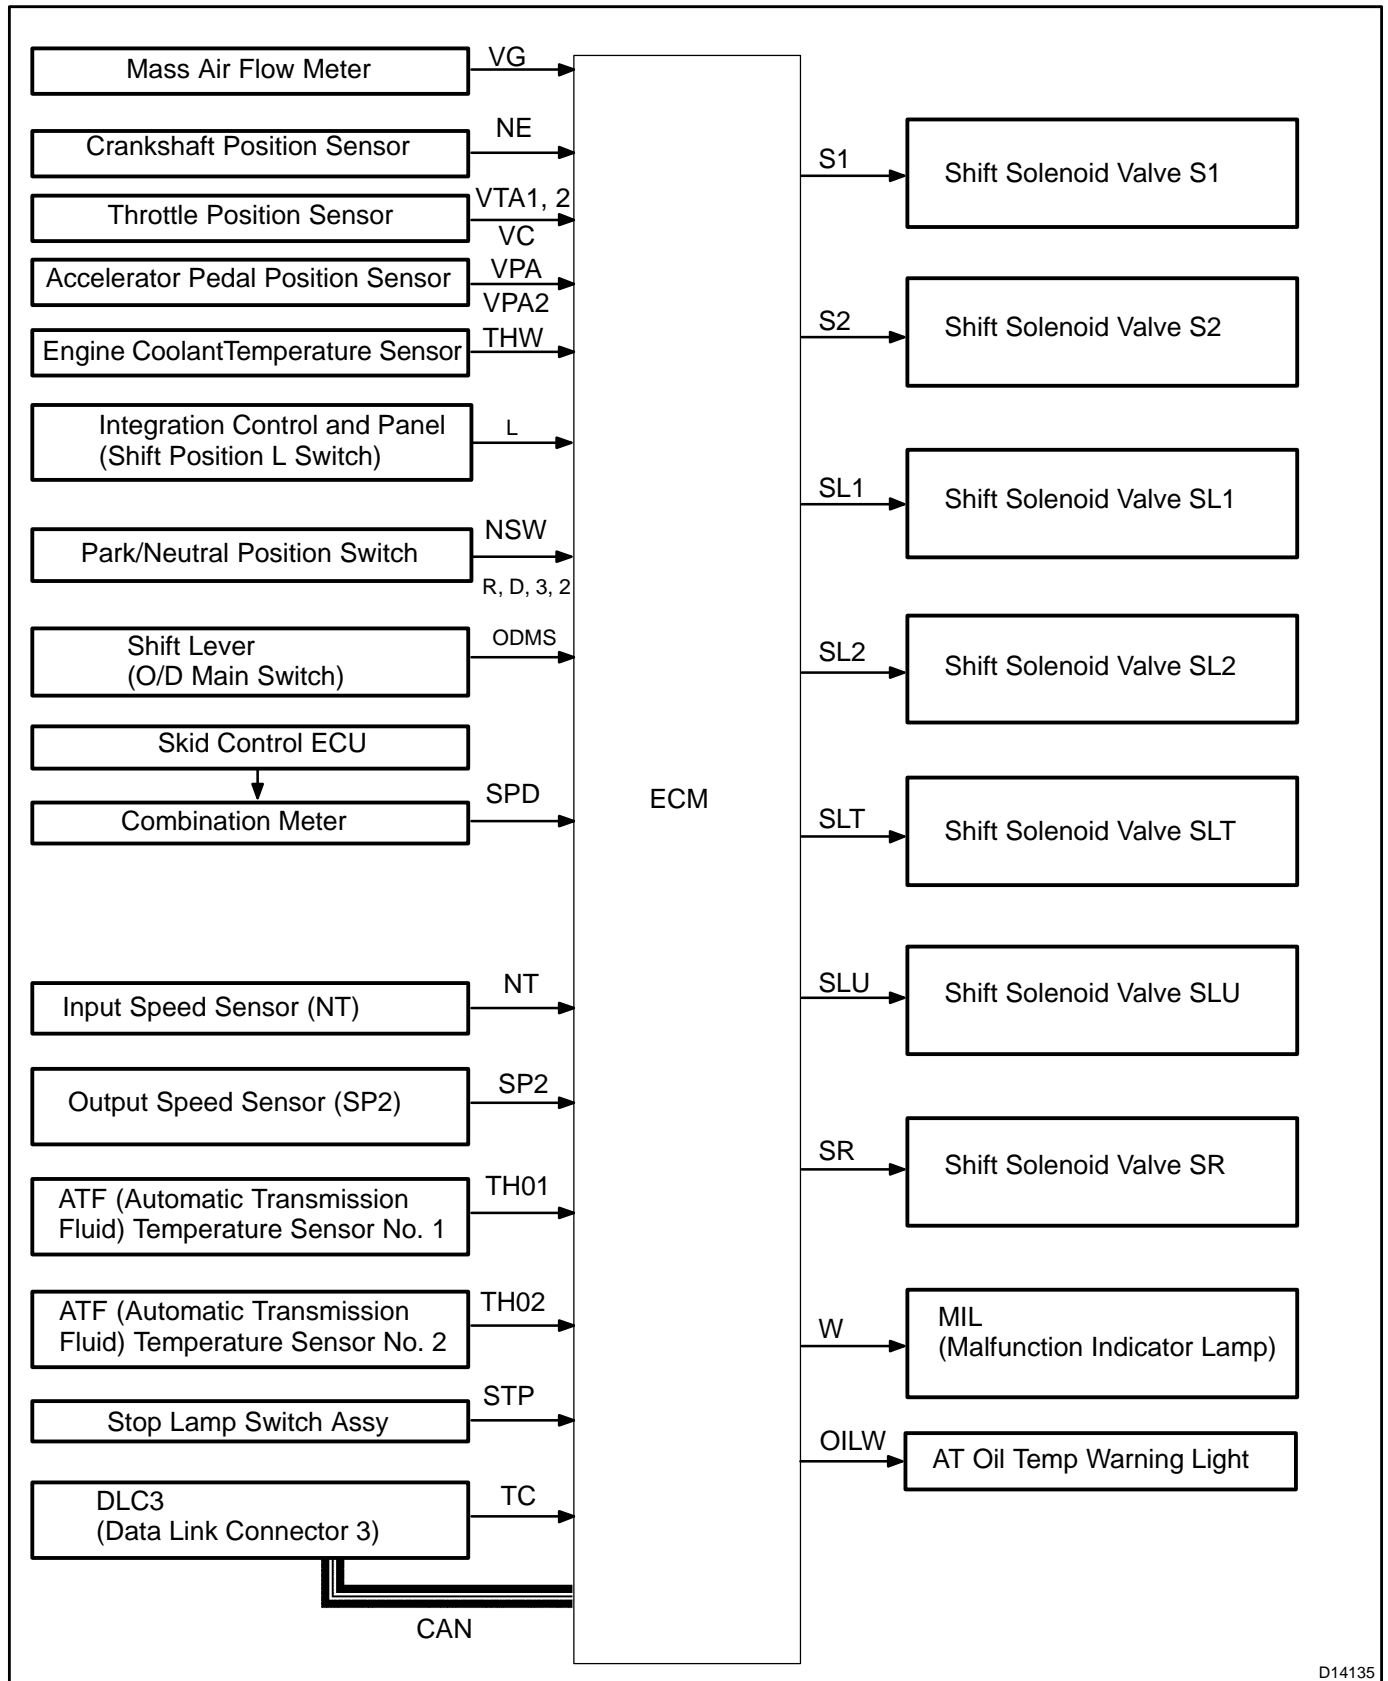 Mass Air Flow Meter
VG
Crankshaft Position Sensor
NE
Throttle Position Sensor
VTA1, 2
VC
Accelerator Pedal Position Sensor
VPA
VPA2
Engine CoolantTemperature Sensor
THW
Integration Control and Panel
(Shift Position L Switch)
L
Park/Neutral Position Switch
NSW
R, D, 3, 2
Shift Lever
(O/D Main Switch)
ODMS
Skid Control ECU
Combination Meter
SPD
Input Speed Sensor (NT)
NT
Output Speed Sensor (SP2)
SP2
ATF (Automatic Transmission
Fluid) Temperature Sensor No. 1
TH01
ATF (Automatic Transmission
Fluid) Temperature Sensor No. 2
TH02
Stop Lamp Switch Assy
STP
DLC3
(Data Link Connector 3)
TC
CAN
ECM
S1
Shift Solenoid Valve S1
S2
Shift Solenoid Valve S2
SL1
Shift Solenoid Valve SL1
SL2
Shift Solenoid Valve SL2
SLT
Shift Solenoid Valve SLT
SLU
Shift Solenoid Valve SLU
SR
Shift Solenoid Valve SR
W
MIL
(Malfunction Indicator Lamp)
OILW
AT Oil Temp Warning Light
D14135